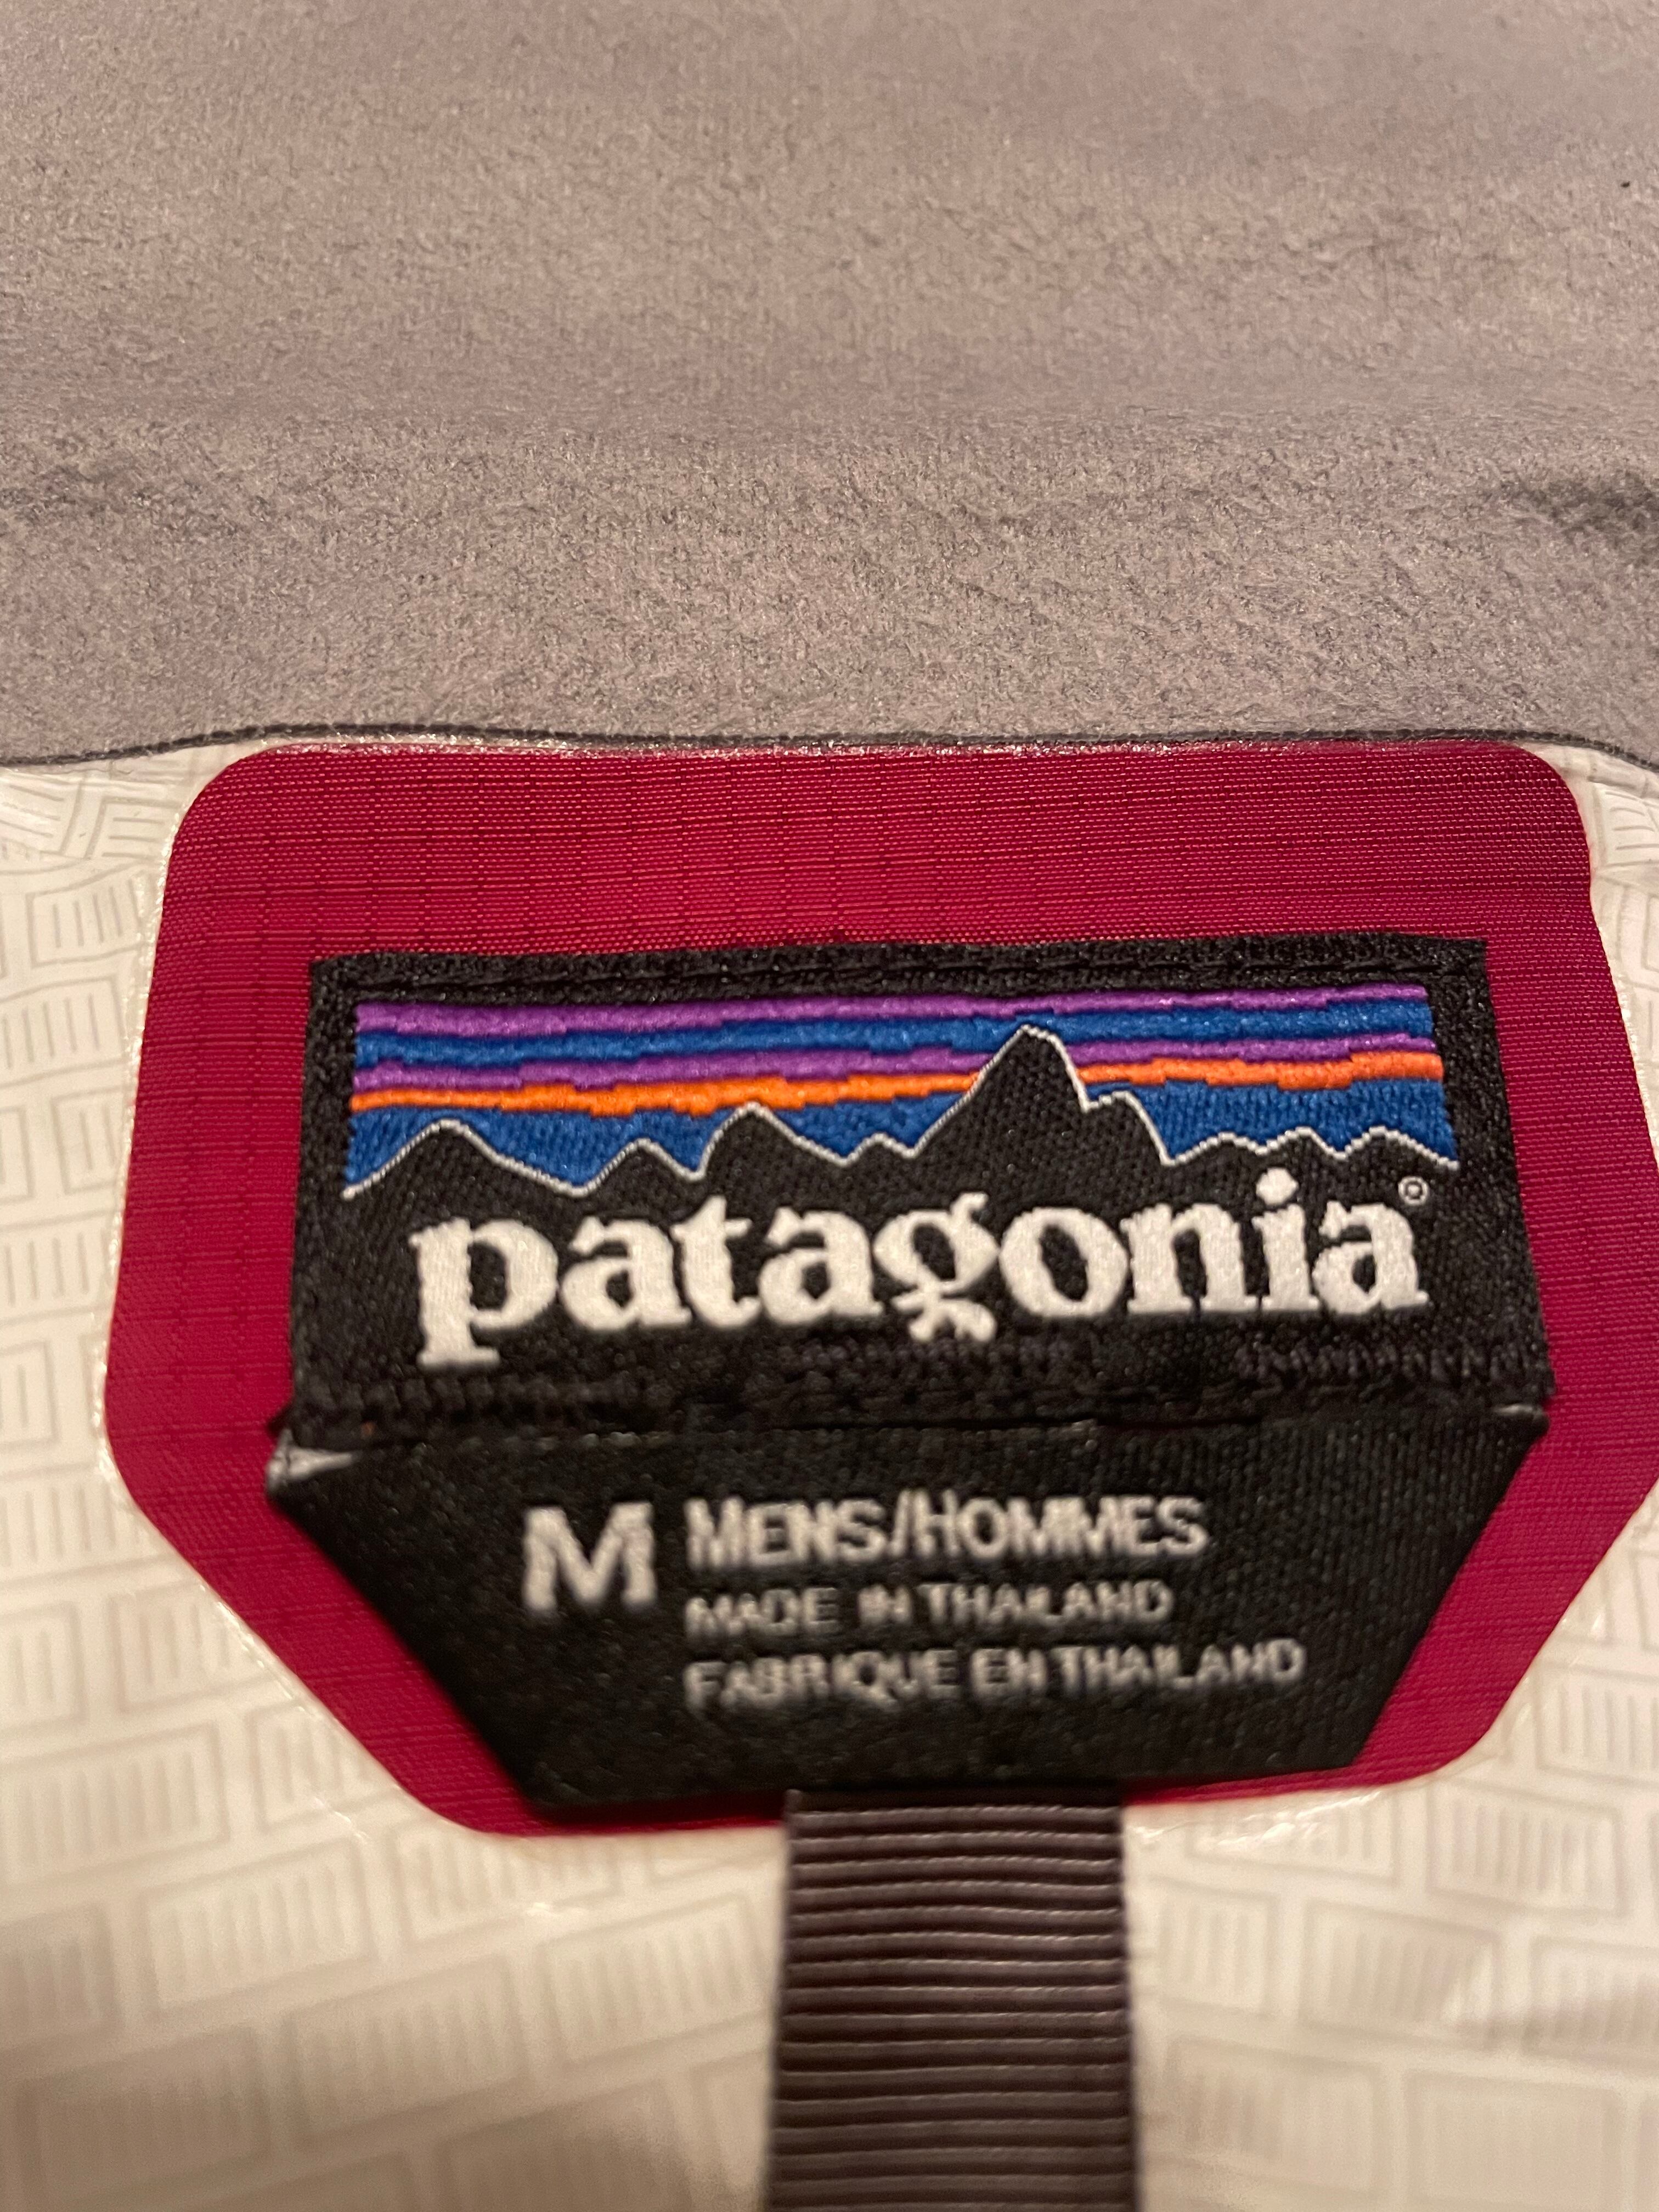 patagonia®
M MENS/HOMMES
MADE IN THAILAND
FABRIQUE EN THAILAND